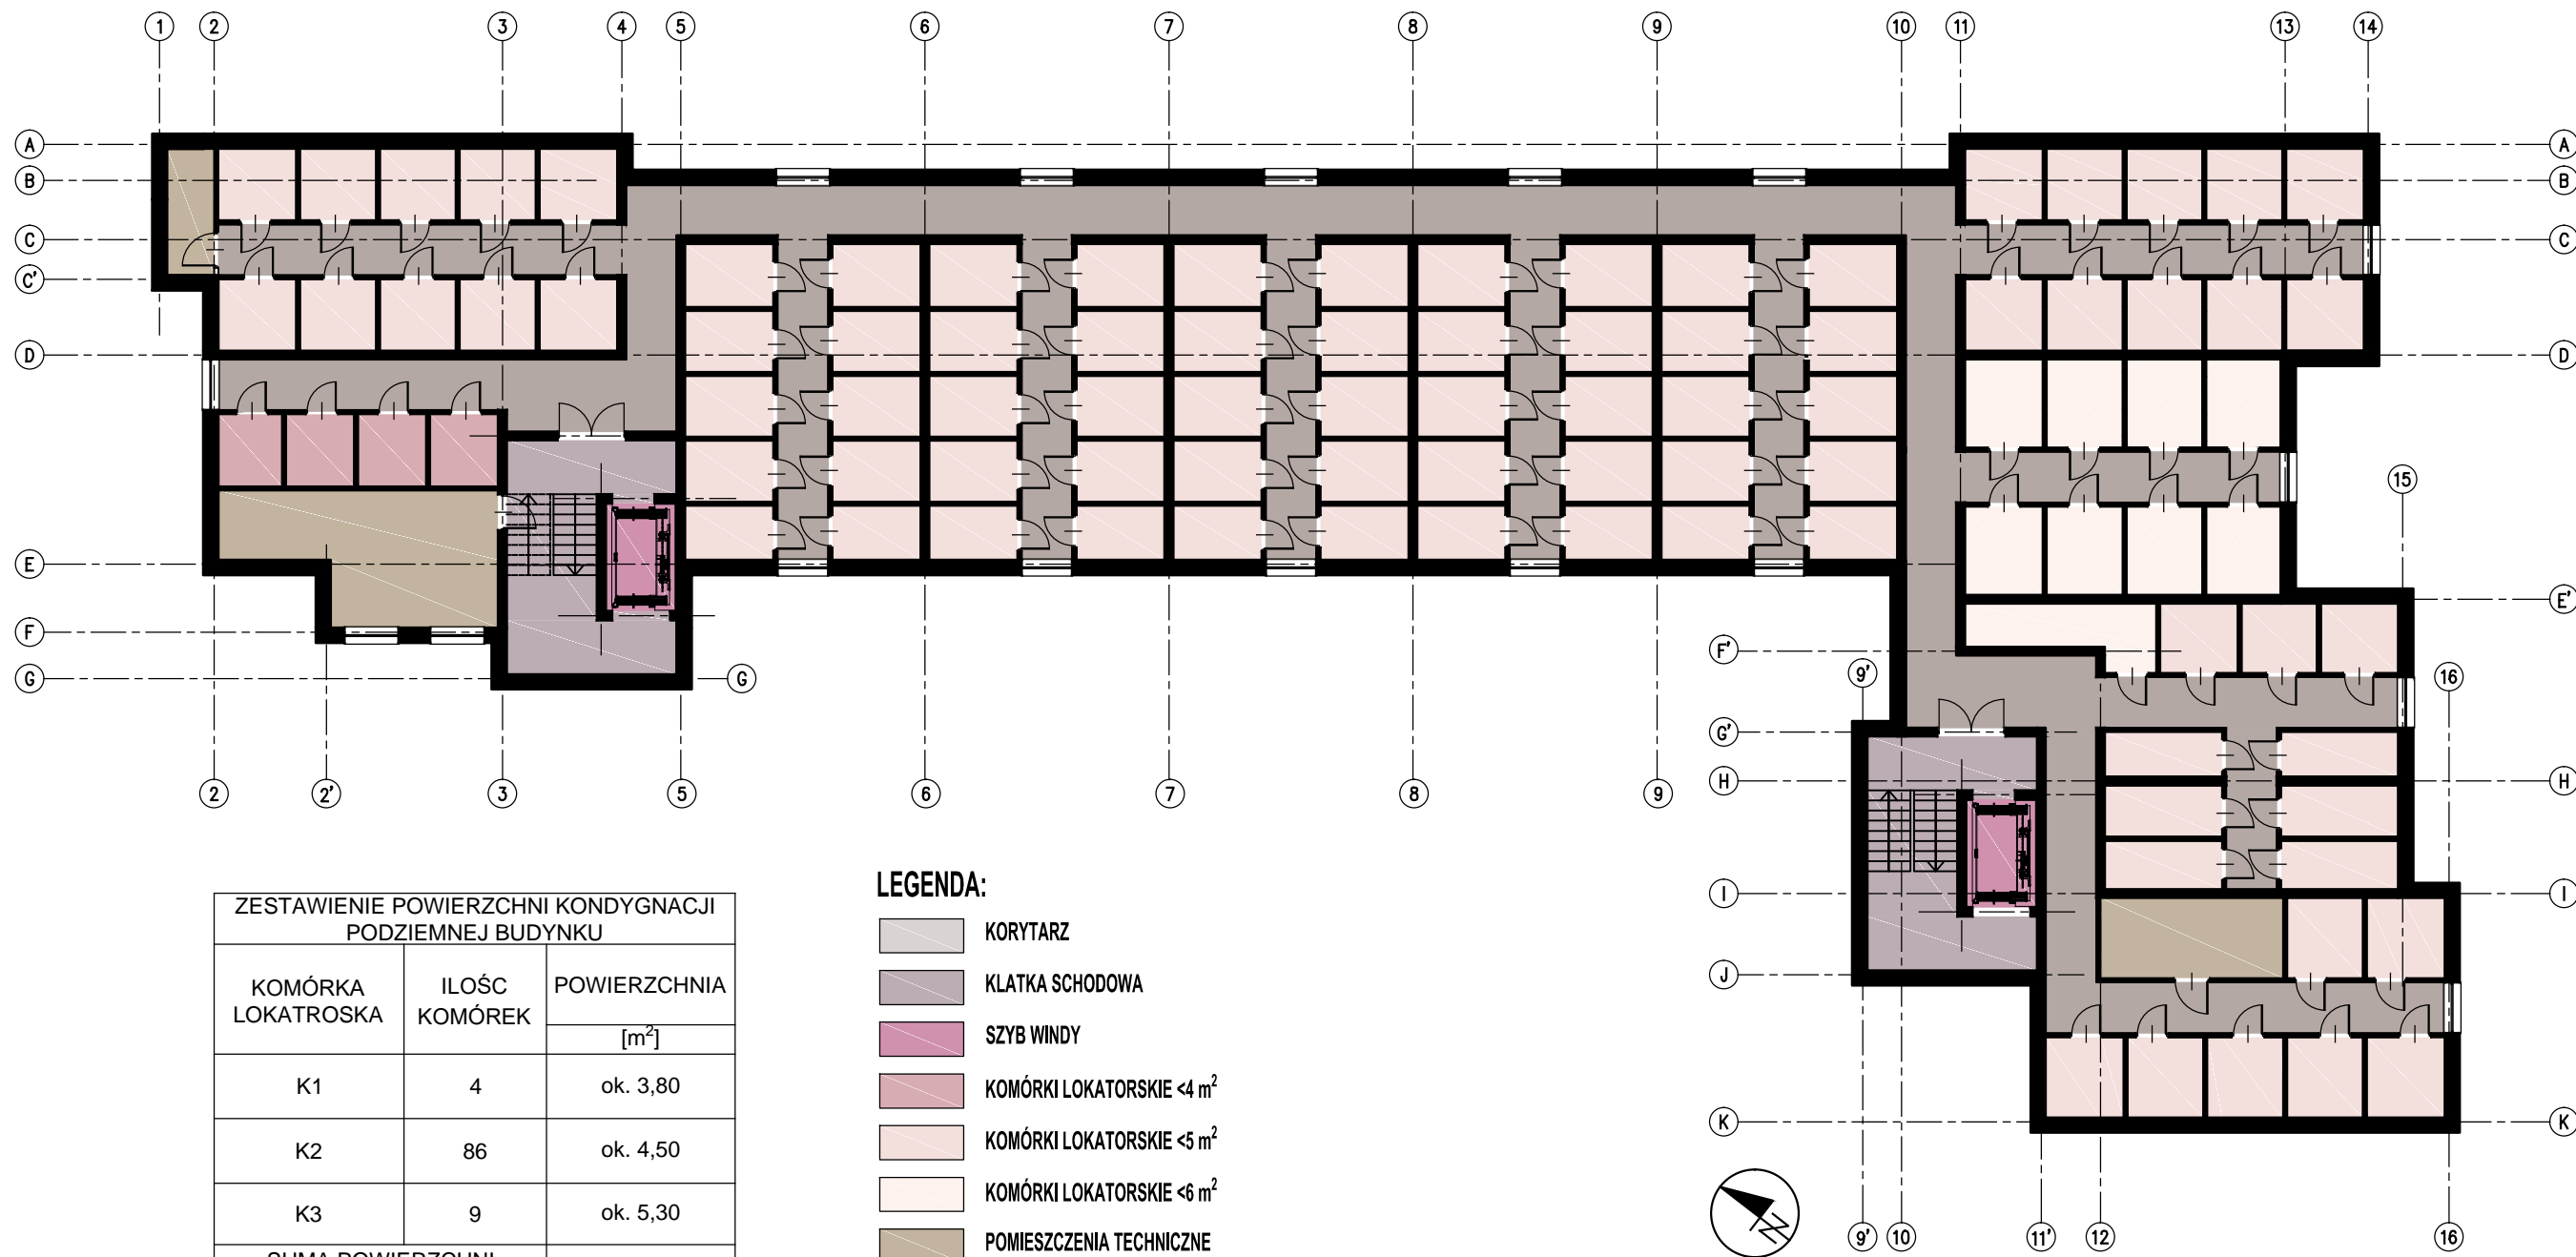 1 2 3 4 5 6 7 8 9 10 11 13 14
A A
B B
C C
C'
D D
15
E E'
F F'
G G
9' 16
G'
2 2' 3 5 6 7 8 9
H H
I I
J
K K
N
9' 10 11' 12 16
ZESTAWIENIE POWIERZCHNI KONDYGNACJI
PODZIEMNEJ BUDYNKU
KOMÓRKA
LOKATROSKA
ILOŚC
KOMÓREK
POWIERZCHNIA
[m²]
K1 4 ok. 3,80
K2 86 ok. 4,50
K3 9 ok. 5,30
SUMA POWIERZCHNI
LEGENDA:
KORYTARZ
KLATKA SCHODOWA
SZYB WINDY
KOMÓRKI LOKATORSKIE <4 m²
KOMÓRKI LOKATORSKIE <5 m²
KOMÓRKI LOKATORSKIE <6 m²
POMIESZCZENIA TECHNICZNE